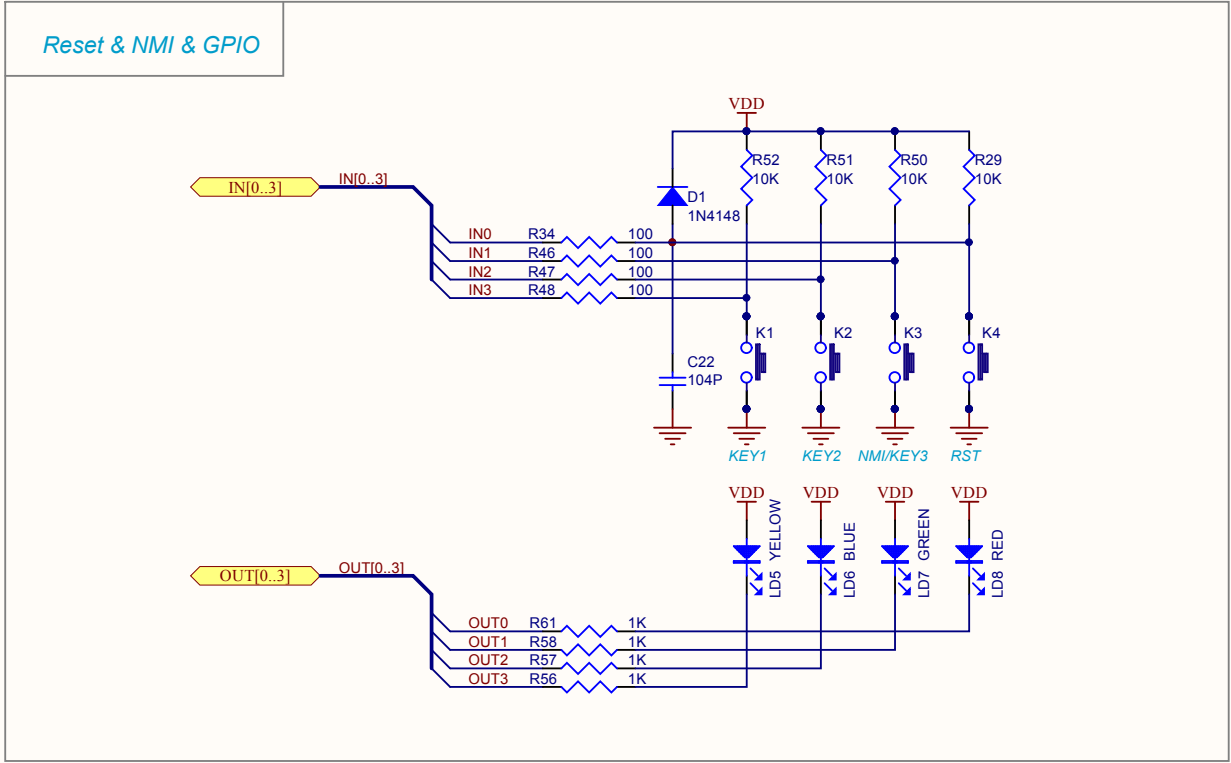 Reset & NMI & GPIO
VDD
R52 R51 R50 R29
10K 10K 10K 10K
IN[0..3] IN[0..3]
D1
1N4148
IN0 R34 100
IN1 R46 100
IN2 R47 100
IN3 R48 100
K1 K2 K3 K4
C22
104P
KEY1 KEY2 NMI/KEY3 RST
VDD VDD VDD VDD
LD5 YELLOW
LD6 BLUE
LD7 GREEN
LD8 RED
OUT[0..3] OUT[0..3]
OUT0 R61 1K
OUT1 R58 1K
OUT2 R57 1K
OUT3 R56 1K